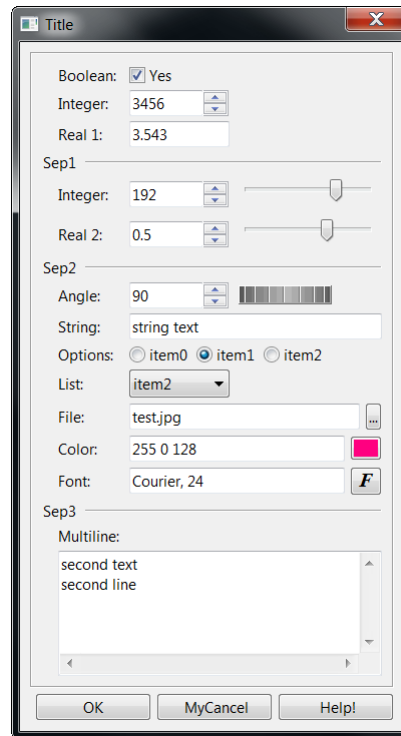 Title
Boolean: Yes
Integer: 3456
Real 1: 3.543
Sep1
Integer: 192
Real 2: 0.5
Sep2
Angle: 90
String: string text
Options: item0 item1 item2
List: item2
File: test.jpg ...
Color: 255 0 128
Font: Courier, 24 F
Sep3
Multiline:
second text
second line
OK MyCancel Help!